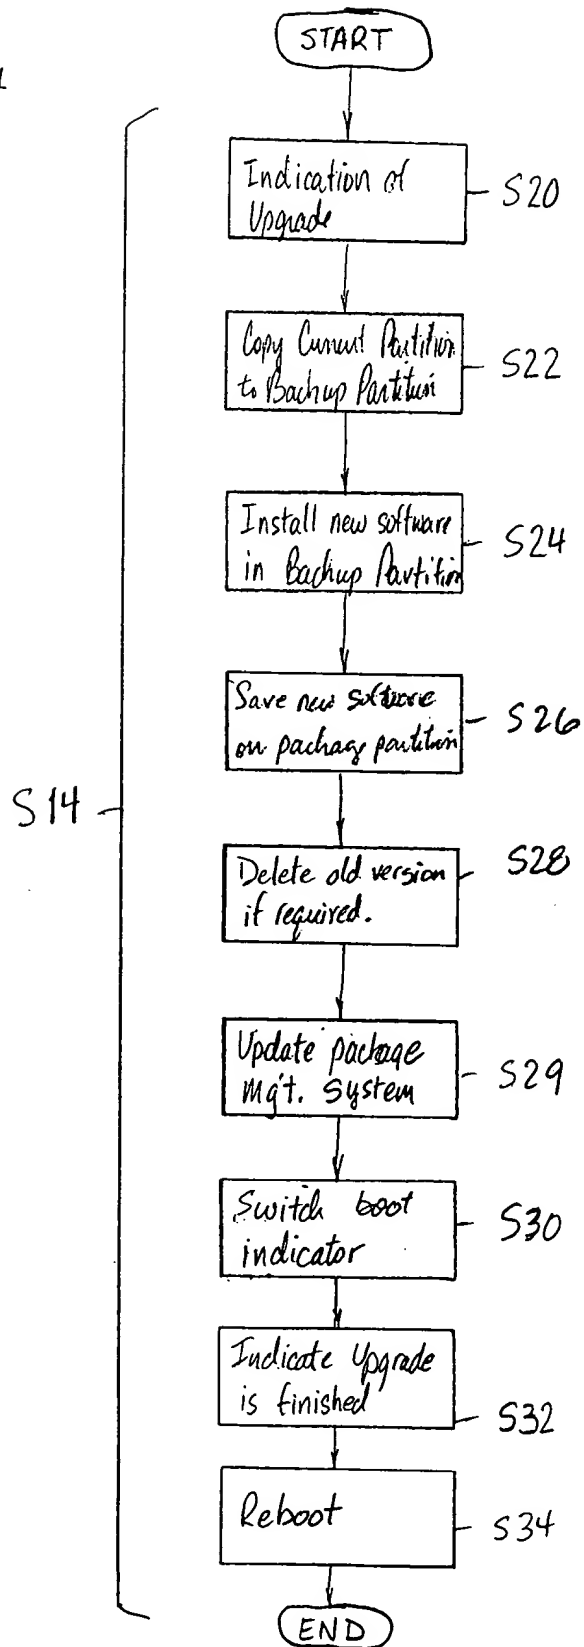 START
Indication of
Upgrade
S20
Copy Current Partition
to Backup Partition
S22
Install new software
in Backup Partition
S24
Save new software
on package partition
S26
S14
Delete old version
if required.
S28
Update package
Mg't. System
S29
Switch boot
indicator
S30
Indicate Upgrade
is finished
S32
Reboot
S34
END